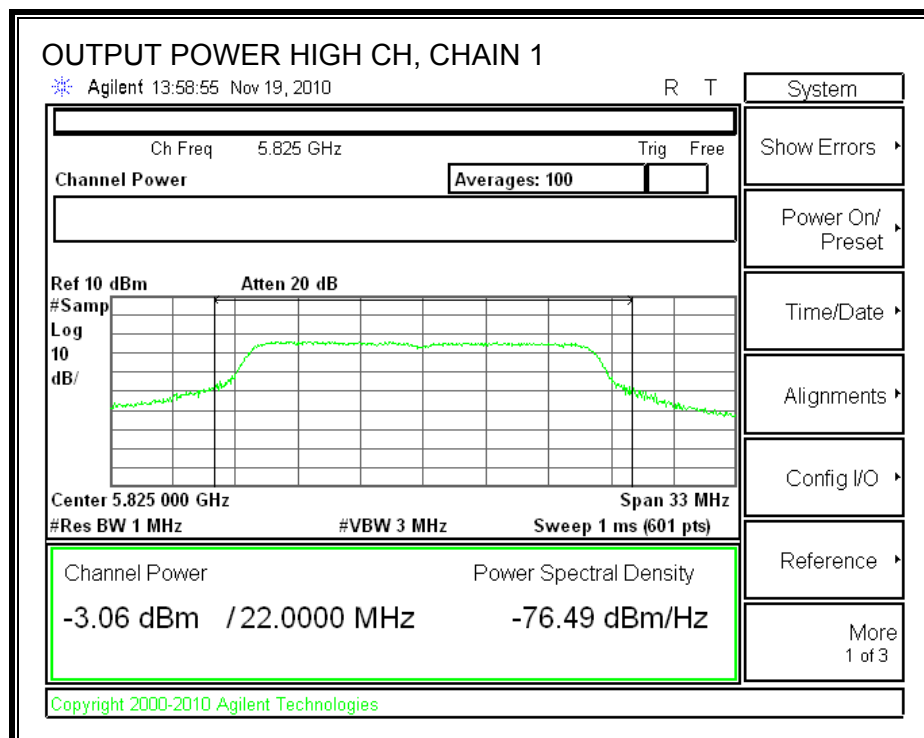 OUTPUT POWER HIGH CH, CHAIN 1
Agilent 13:58:55 Nov 19, 2010 R T
System
Ch Freq 5.825 GHz Trig Free
Channel Power Averages: 100
Show Errors
Power On/
Preset
Time/Date
Alignments
Config I/O
Reference
More
1 of 3
Ref 10 dBm Atten 20 dB
#Samp
Log
10
dB/
Center 5.825 000 GHz Span 33 MHz
#Res BW 1 MHz #VBW 3 MHz Sweep 1 ms (601 pts)
Channel Power Power Spectral Density
-3.06 dBm / 22.0000 MHz -76.49 dBm/Hz
Copyright 2000-2010 Agilent Technologies